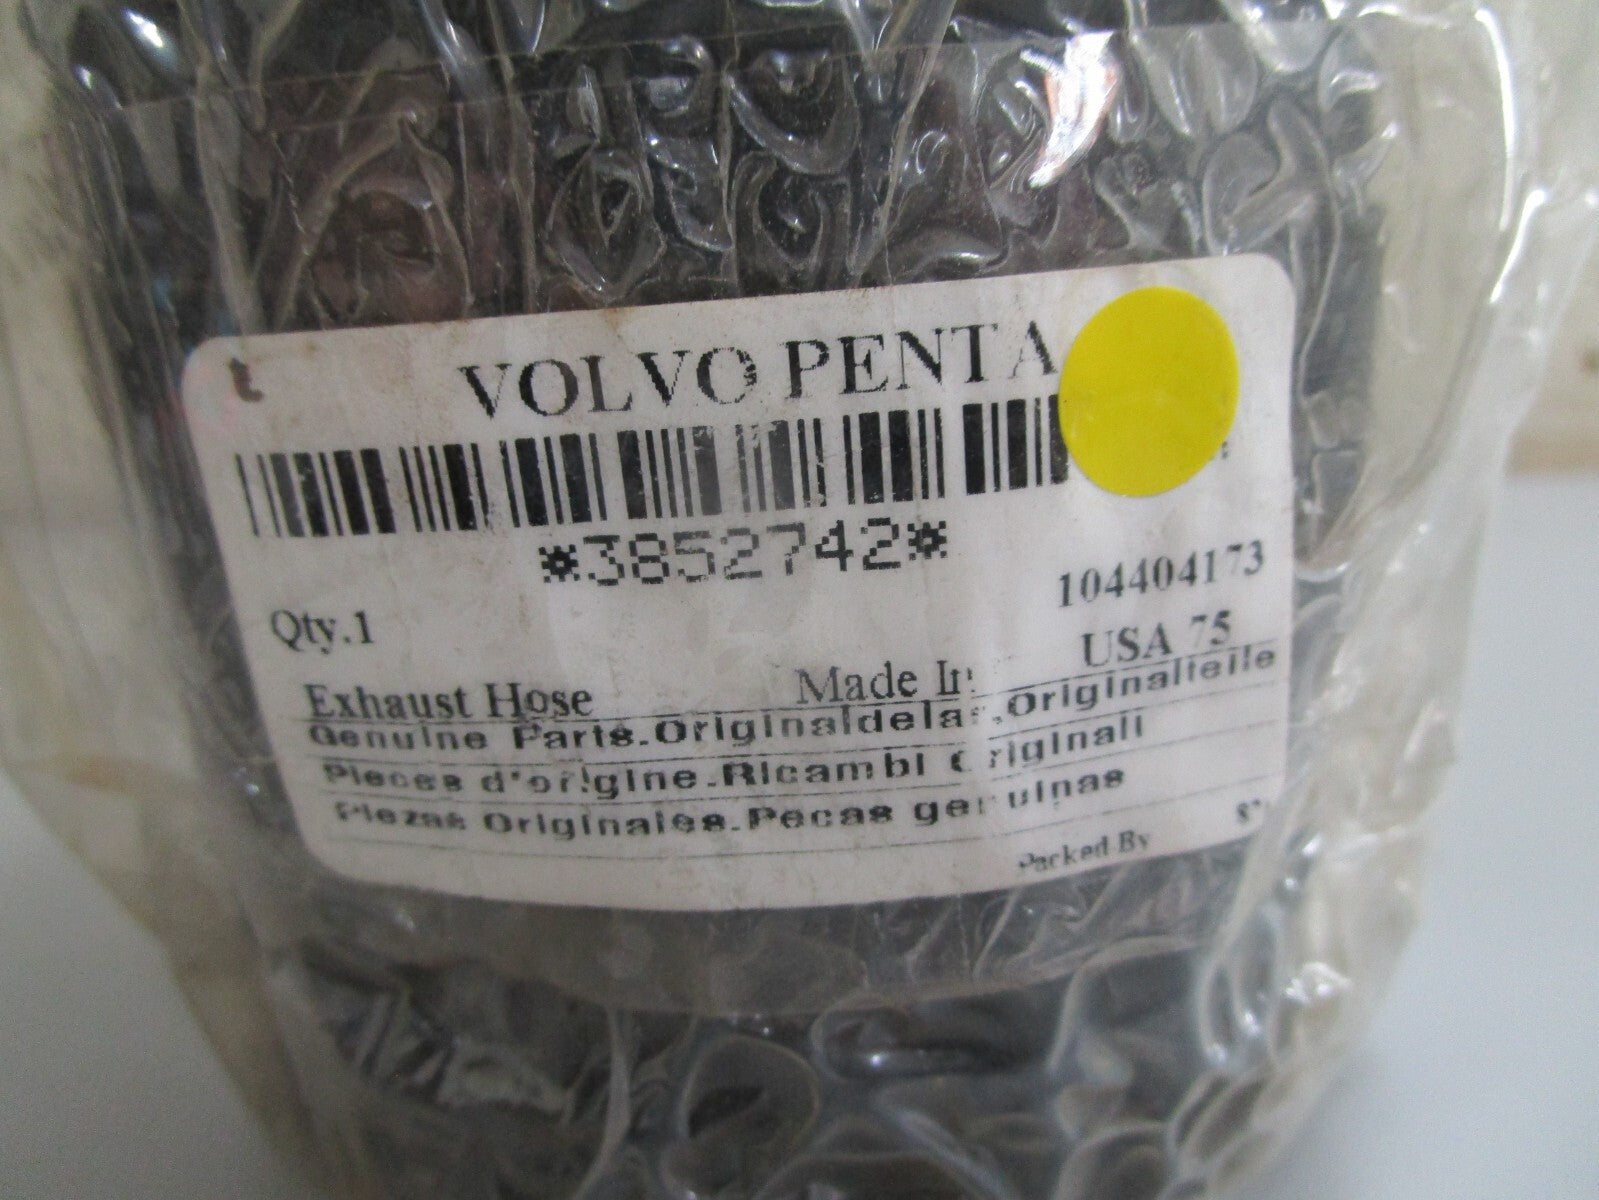 VOLVO PENTA
*3852742*
104404173
Qty.1
USA 75
Exhaust Hose Made In
Genuine Parts.Originaldelar.Originalteile
Pieces d'origine.Ricambi Originali
Piezas Originales.Pecas genuinas
Packed By